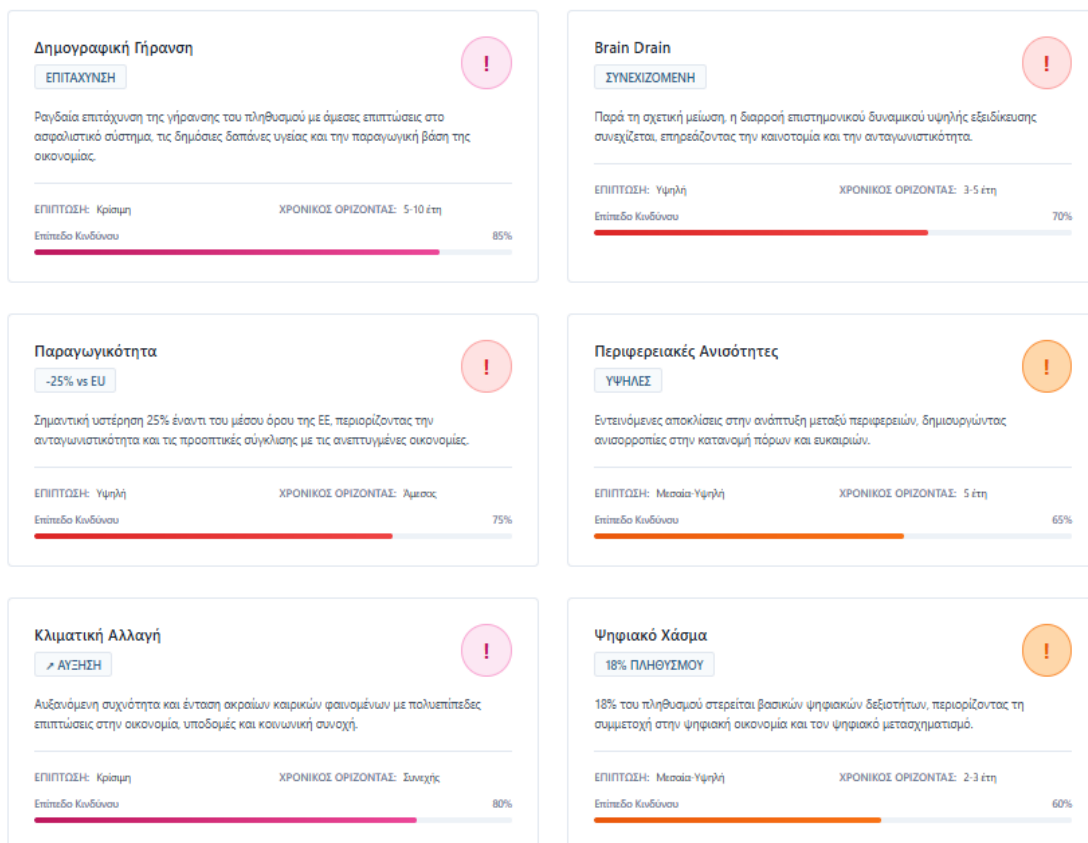 Δημογραφική Γήρανση
!
ΕΠΙΤΑΧΥΝΣΗ
Ραγδαία επιτάχυνση της γήρανσης του πληθυσμού με άμεσες επιπτώσεις στο
ασφαλιστικό σύστημα, τις δημόσιες δαπάνες υγείας και την παραγωγική βάση της
οικονομίας.
ΕΠΙΠΤΩΣΗ: Κρίσιμη ΧΡΟΝΙΚΟΣ ΟΡΙΖΟΝΤΑΣ: 5-10 έτη
Επίπεδο Κινδύνου 85%
Brain Drain
!
ΣΥΝΕΧΙΖΟΜΕΝΗ
Παρά τη σχετική μείωση, η διαρροή επιστημονικού δυναμικού υψηλής εξειδίκευσης
συνεχίζεται, επηρεάζοντας την καινοτομία και την ανταγωνιστικότητα.
ΕΠΙΠΤΩΣΗ: Υψηλή ΧΡΟΝΙΚΟΣ ΟΡΙΖΟΝΤΑΣ: 3-5 έτη
Επίπεδο Κινδύνου 70%
Παραγωγικότητα
!
-25% vs EU
Σημαντική υστέρηση 25% έναντι του μέσου όρου της ΕΕ, περιορίζοντας την
ανταγωνιστικότητα και τις προοπτικές σύγκλισης με τις ανεπτυγμένες οικονομίες.
ΕΠΙΠΤΩΣΗ: Υψηλή ΧΡΟΝΙΚΟΣ ΟΡΙΖΟΝΤΑΣ: Άμεσος
Επίπεδο Κινδύνου 75%
Περιφερειακές Ανισότητες
!
ΥΨΗΛΕΣ
Εντεινόμενες αποκλίσεις στην ανάπτυξη μεταξύ περιφερειών, δημιουργώντας
ανισορροπίες στην κατανομή πόρων και ευκαιριών.
ΕΠΙΠΤΩΣΗ: Μεσαία-Υψηλή ΧΡΟΝΙΚΟΣ ΟΡΙΖΟΝΤΑΣ: 5 έτη
Επίπεδο Κινδύνου 65%
Κλιματική Αλλαγή
!
↗ ΑΥΞΗΣΗ
Αυξανόμενη συχνότητα και ένταση ακραίων καιρικών φαινομένων με πολυεπίπεδες
επιπτώσεις στην οικονομία, υποδομές και κοινωνική συνοχή.
ΕΠΙΠΤΩΣΗ: Κρίσιμη ΧΡΟΝΙΚΟΣ ΟΡΙΖΟΝΤΑΣ: Συνεχής
Επίπεδο Κινδύνου 80%
Ψηφιακό Χάσμα
!
18% ΠΛΗΘΥΣΜΟΥ
18% του πληθυσμού στερείται βασικών ψηφιακών δεξιοτήτων, περιορίζοντας τη
συμμετοχή στην ψηφιακή οικονομία και τον ψηφιακό μετασχηματισμό.
ΕΠΙΠΤΩΣΗ: Μεσαία-Υψηλή ΧΡΟΝΙΚΟΣ ΟΡΙΖΟΝΤΑΣ: 2-3 έτη
Επίπεδο Κινδύνου 60%